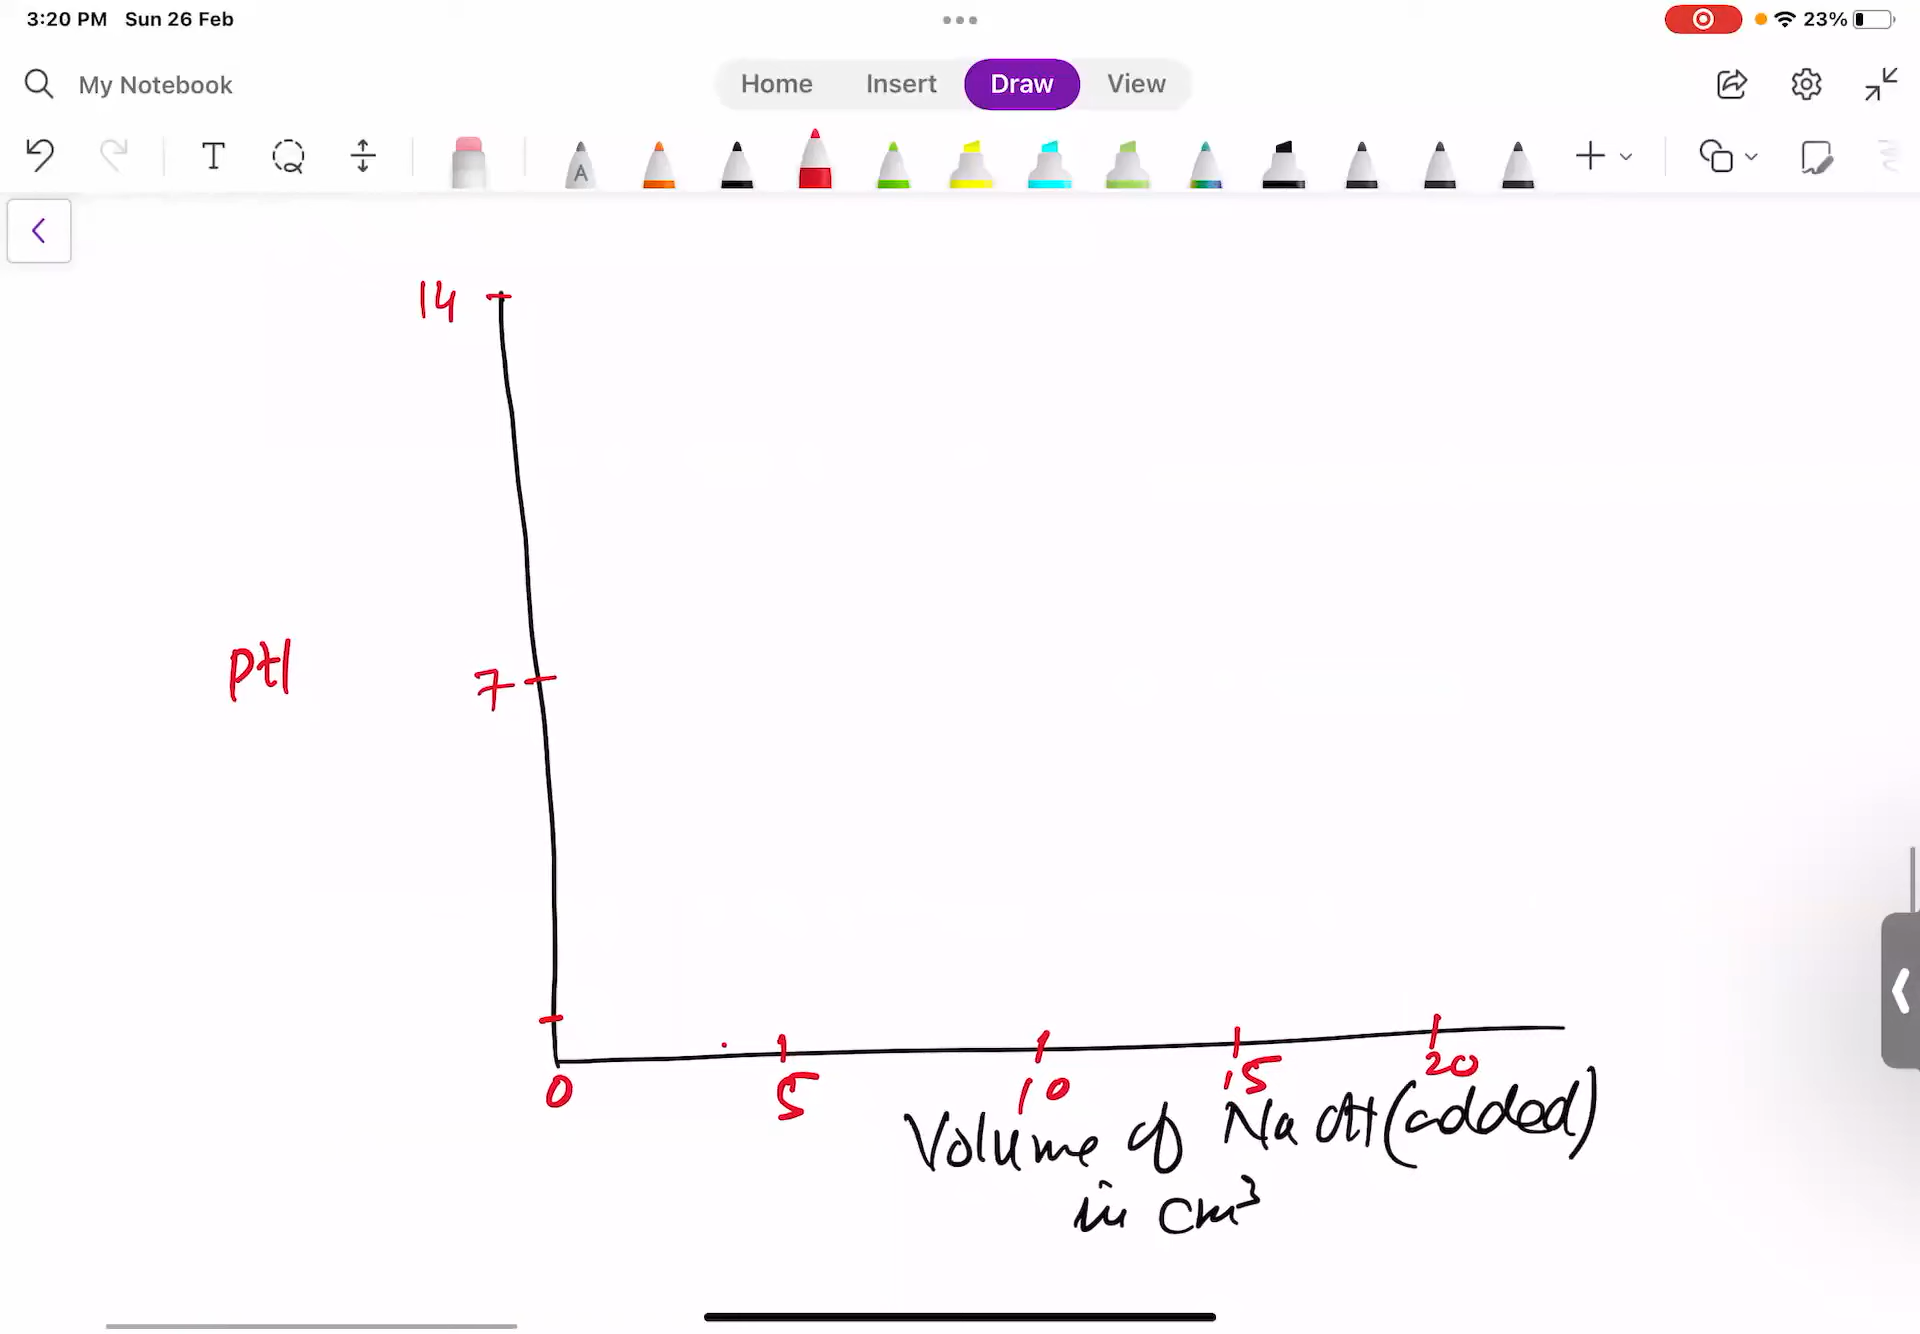 3:20 PM Sun 26 Feb
23%
My Notebook
Home Insert Draw View
T
A
14
pH
7
0 5 10 15 20
Volume of NaOH (added)
in cm³